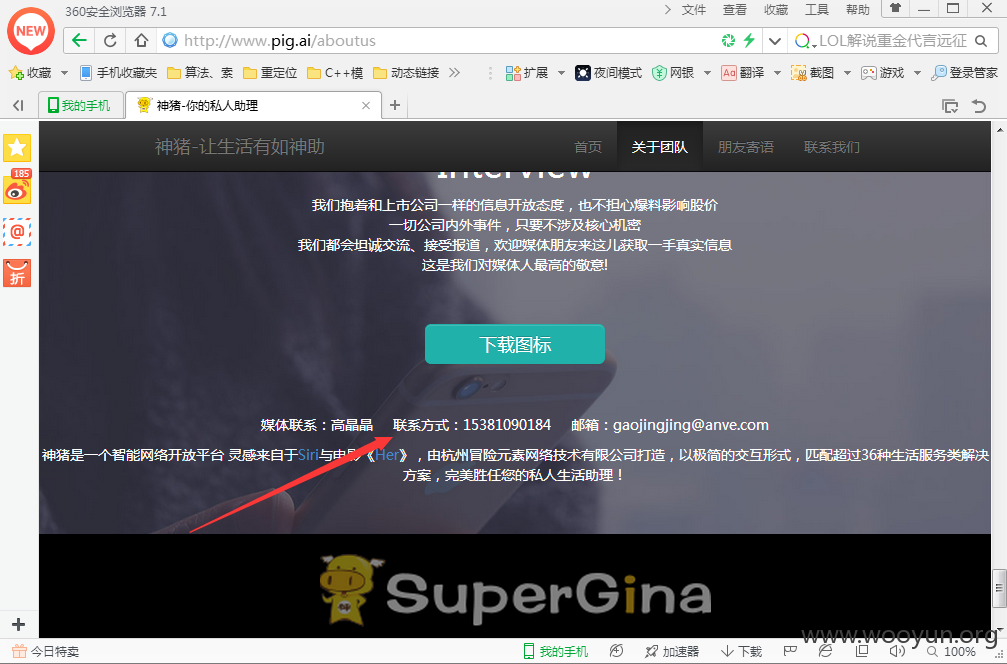 360安全浏览器 7.1
文件 查看 收藏 工具 帮助
NEW
http://www.pig.ai/aboutus
LOL解说重金代言远征
收藏 手机收藏夹 算法、索 重定位 C++模 动态链接 扩展 夜间模式 网银 Aa 翻译 截图 游戏 登录管家
我的手机 神猪-你的私人助理
185
@
折
神猪-让生活有如神助 首页 关于团队 朋友寄语 联系我们
Interview
我们抱着和上市公司一样的信息开放态度，也不担心爆料影响股价
一切公司内外事件，只要不涉及核心机密
我们都会坦诚交流、接受报道，欢迎媒体朋友来这儿获取一手真实信息
这是我们对媒体人最高的敬意!
下载图标
媒体联系：高晶晶 联系方式：15381090184 邮箱：gaojingjing@anve.com
神猪是一个智能网络开放平台 灵感来自于Siri与电影《Her》，由杭州冒险元素网络技术有限公司打造，以极简的交互形式，匹配超过36种生活服务类解决
方案，完美胜任您的私人生活助理！
SuperGina
www.wooyun.org
今日特卖 我的手机 加速器 下载 100%